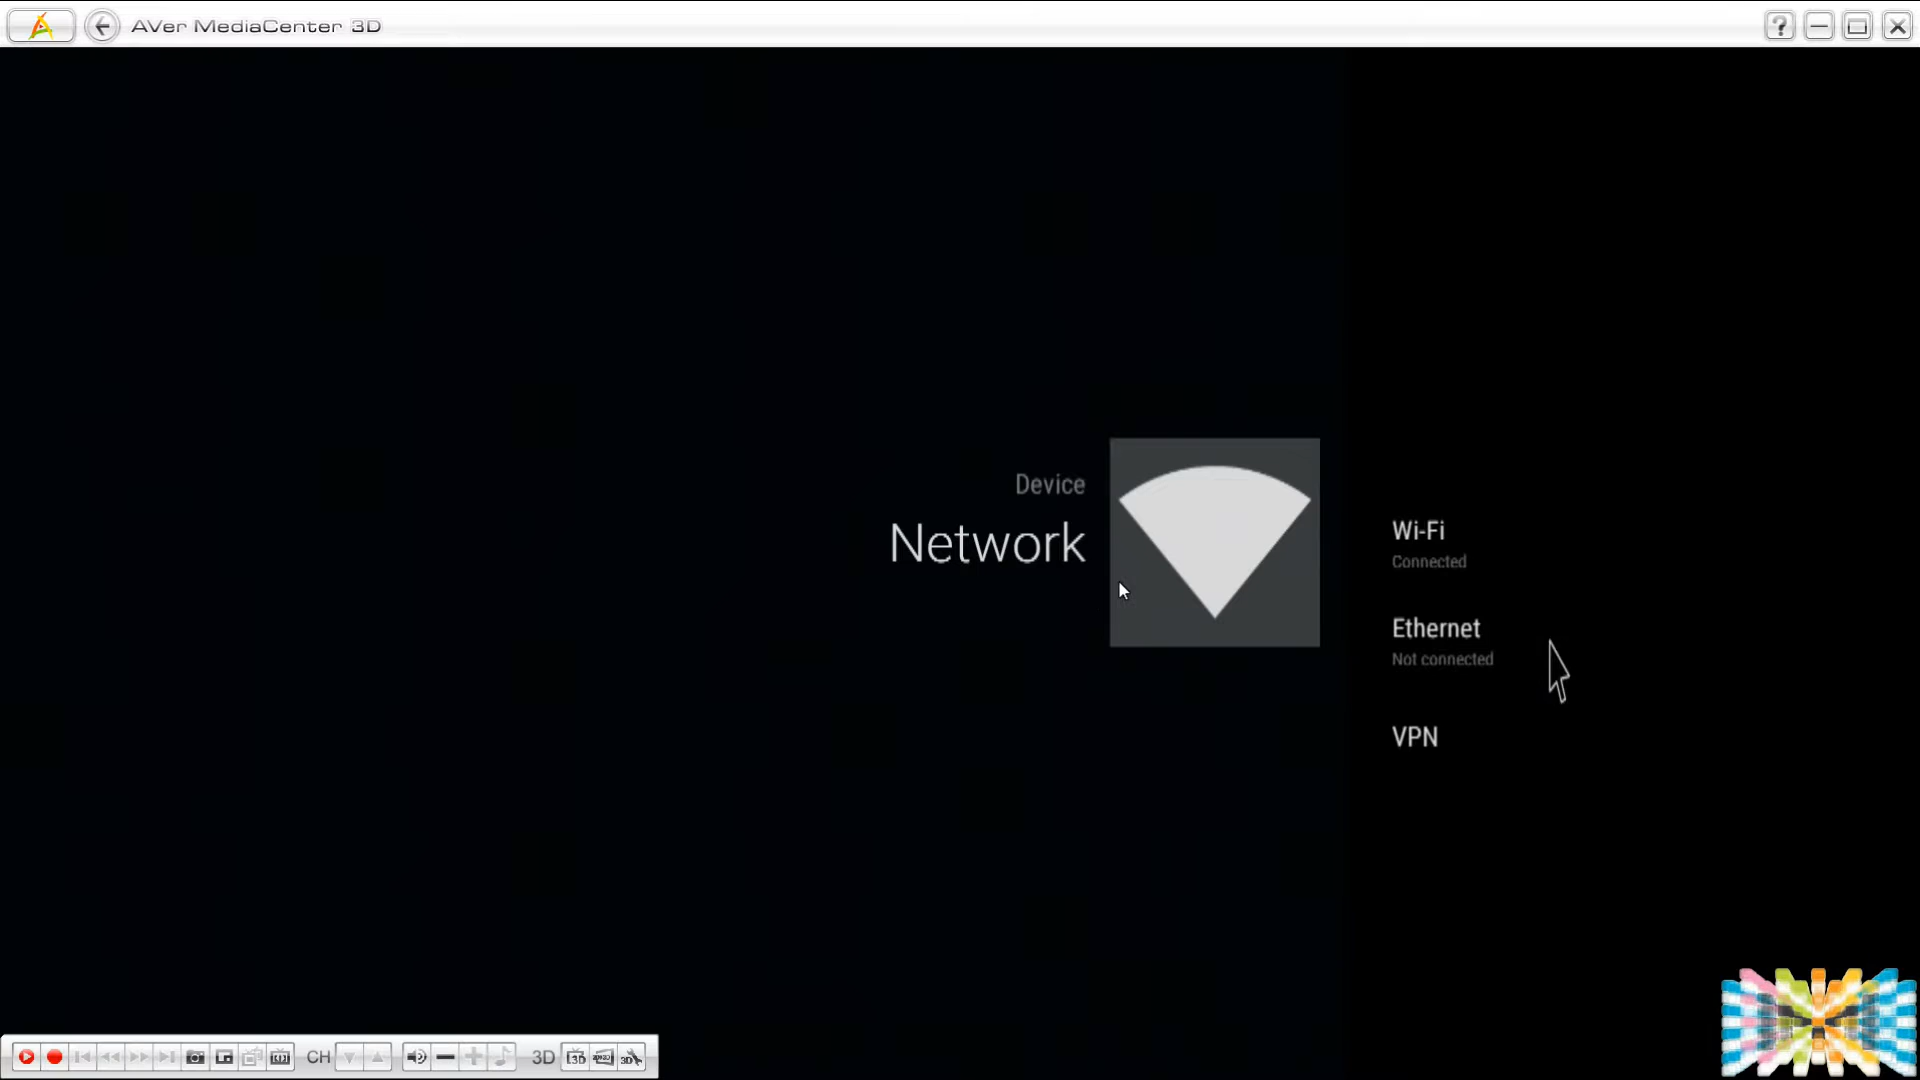 AVer MediaCenter 3D
?
Device
Network
Wi-Fi
Connected
Ethernet
Not connected
VPN
CH
3D